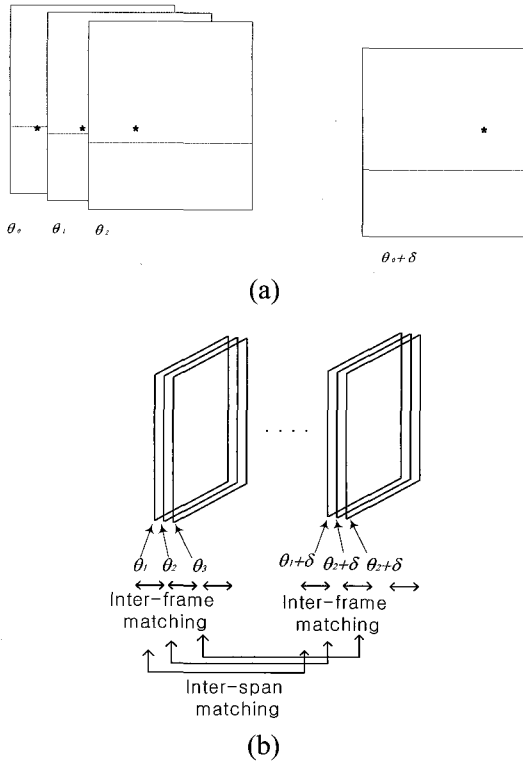 θ₀ θ₁ θ₂
θ₀+δ
(a)
. . . .
θ₁ θ₂ θ₃ θ₁+δ θ₂+δ θ₂+δ
Inter-frame matching
Inter-frame matching
Inter-span matching
(b)